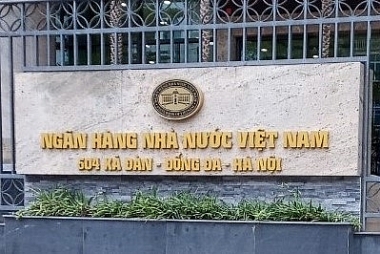 NGÂN HÀNG NHÀ NƯỚC VIỆT NAM
504 XÃ ĐÀN - ĐỐNG ĐA - HÀ NỘI